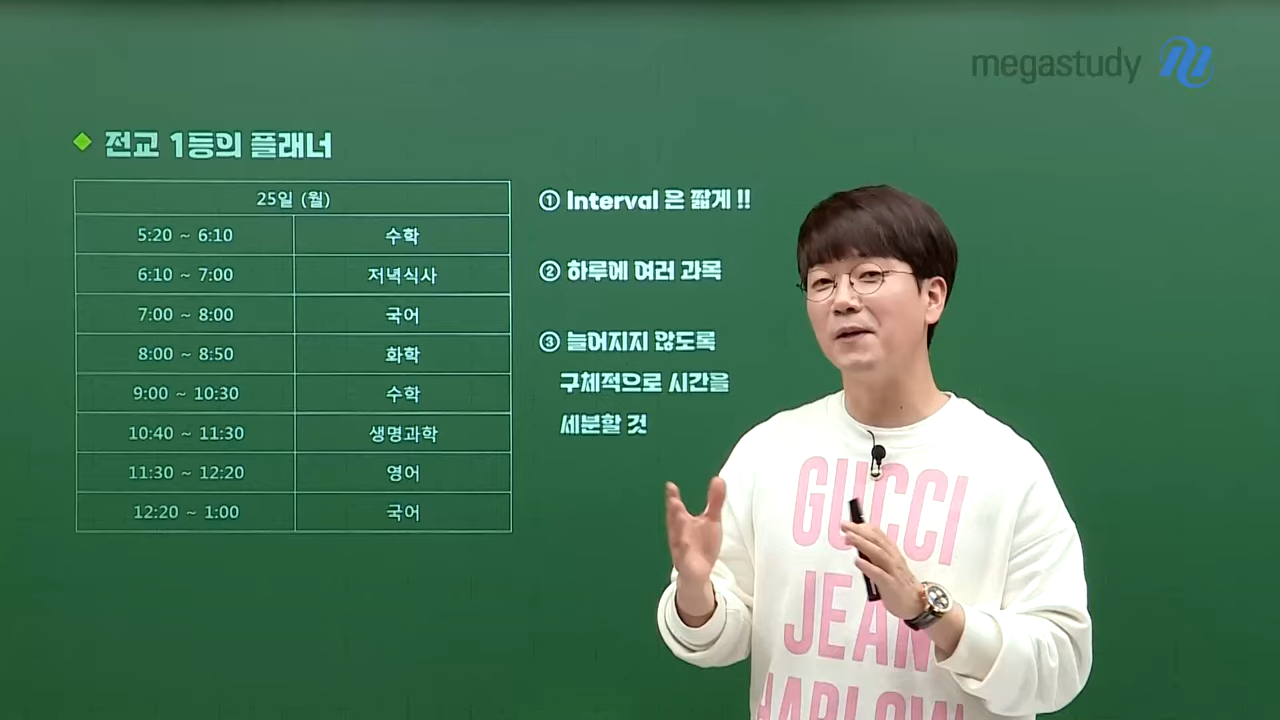 megastudy
전교 1등의 플래너
25일 (월)
5:20 ~ 6:10 수학
6:10 ~ 7:00 저녁식사
7:00 ~ 8:00 국어
8:00 ~ 8:50 화학
9:00 ~ 10:30 수학
10:40 ~ 11:30 생명과학
11:30 ~ 12:20 영어
12:20 ~ 1:00 국어
① Interval 은 짧게 !!
② 하루에 여러 과목
③ 늘어지지 않도록
구체적으로 시간을
세분할 것
GUCCI
JEAN
HARLOW